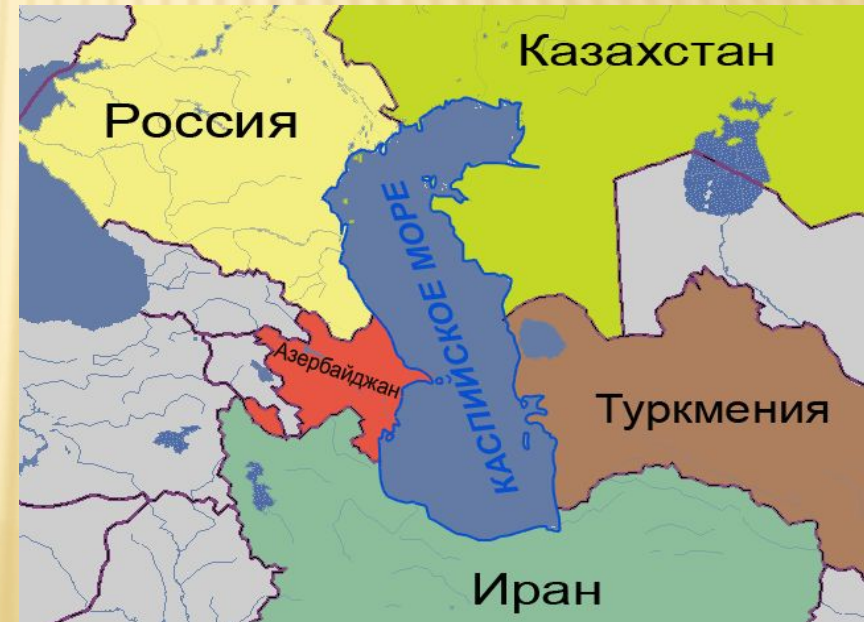 Казахстан
Россия
КАСПИЙСКОЕ МОРЕ
Азербайджан
Туркмения
Иран